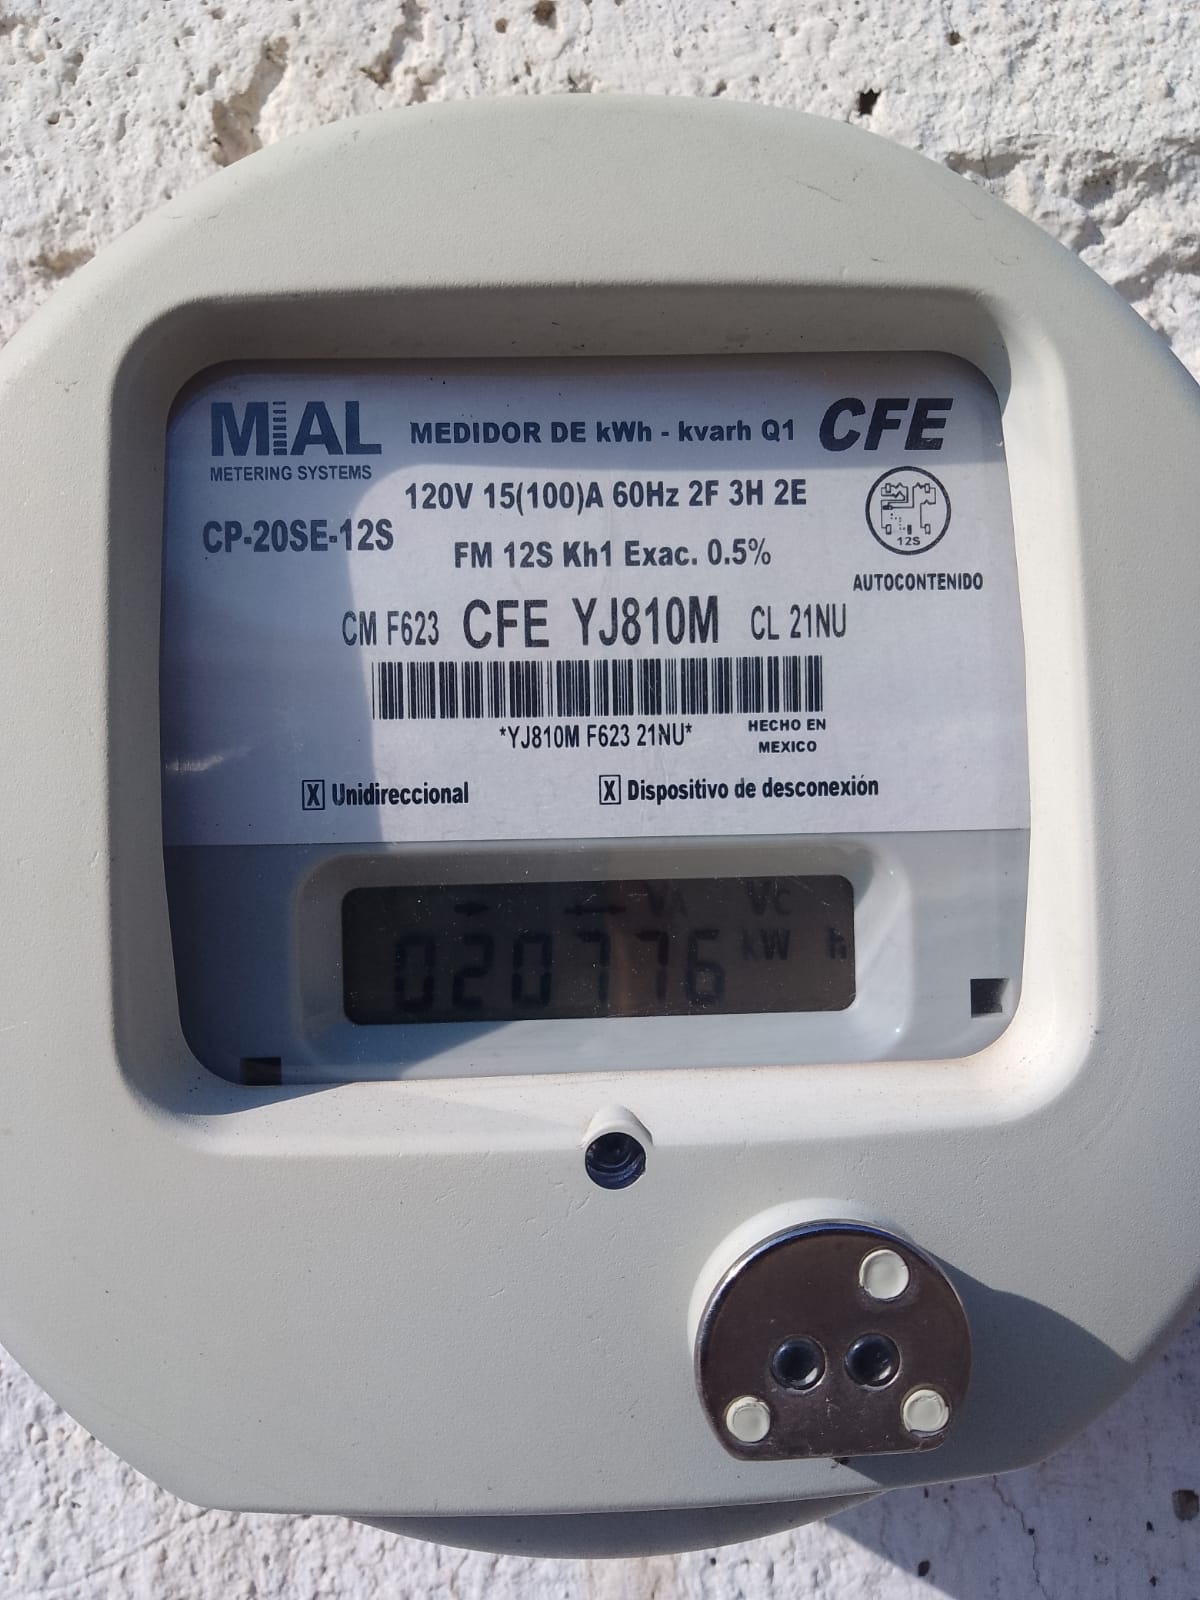 MIAL
METERING SYSTEMS
MEDIDOR DE kWh - kvarh Q1
CFE
120V 15(100)A 60Hz 2F 3H 2E
CP-20SE-12S
12S
FM 12S Kh1 Exac. 0.5%
AUTOCONTENIDO
CM F623 CFE YJ810M CL 21NU
*YJ810M F623 21NU*
HECHO EN
MEXICO
X Unidireccional
X Dispositivo de desconexión
VA VC
020776 kW h